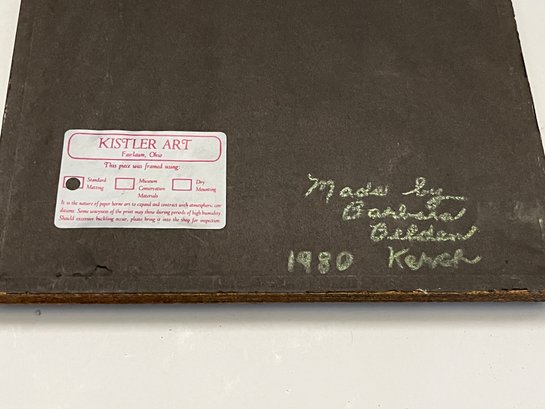 KISTLER ART
Fairlawn, Ohio
This piece was framed using:
Standard Matting
Museum Conservation Materials
Dry Mounting
It is the nature of paper borne art to expand and contract with atmospheric con-
ditions. Some waryness of the print may show during periods of high humidity.
Should excessive buckling occur, please bring it into the shop for inspection.
Made by
Barbara
Belden
1980 Kerch